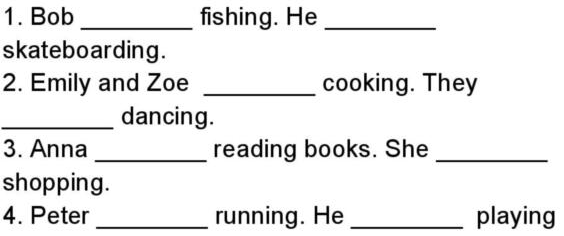 1. Bob ________ fishing. He ________
skateboarding.
2. Emily and Zoe ________ cooking. They
________ dancing.
3. Anna ________ reading books. She ________
shopping.
4. Peter ________ running. He ________ playing